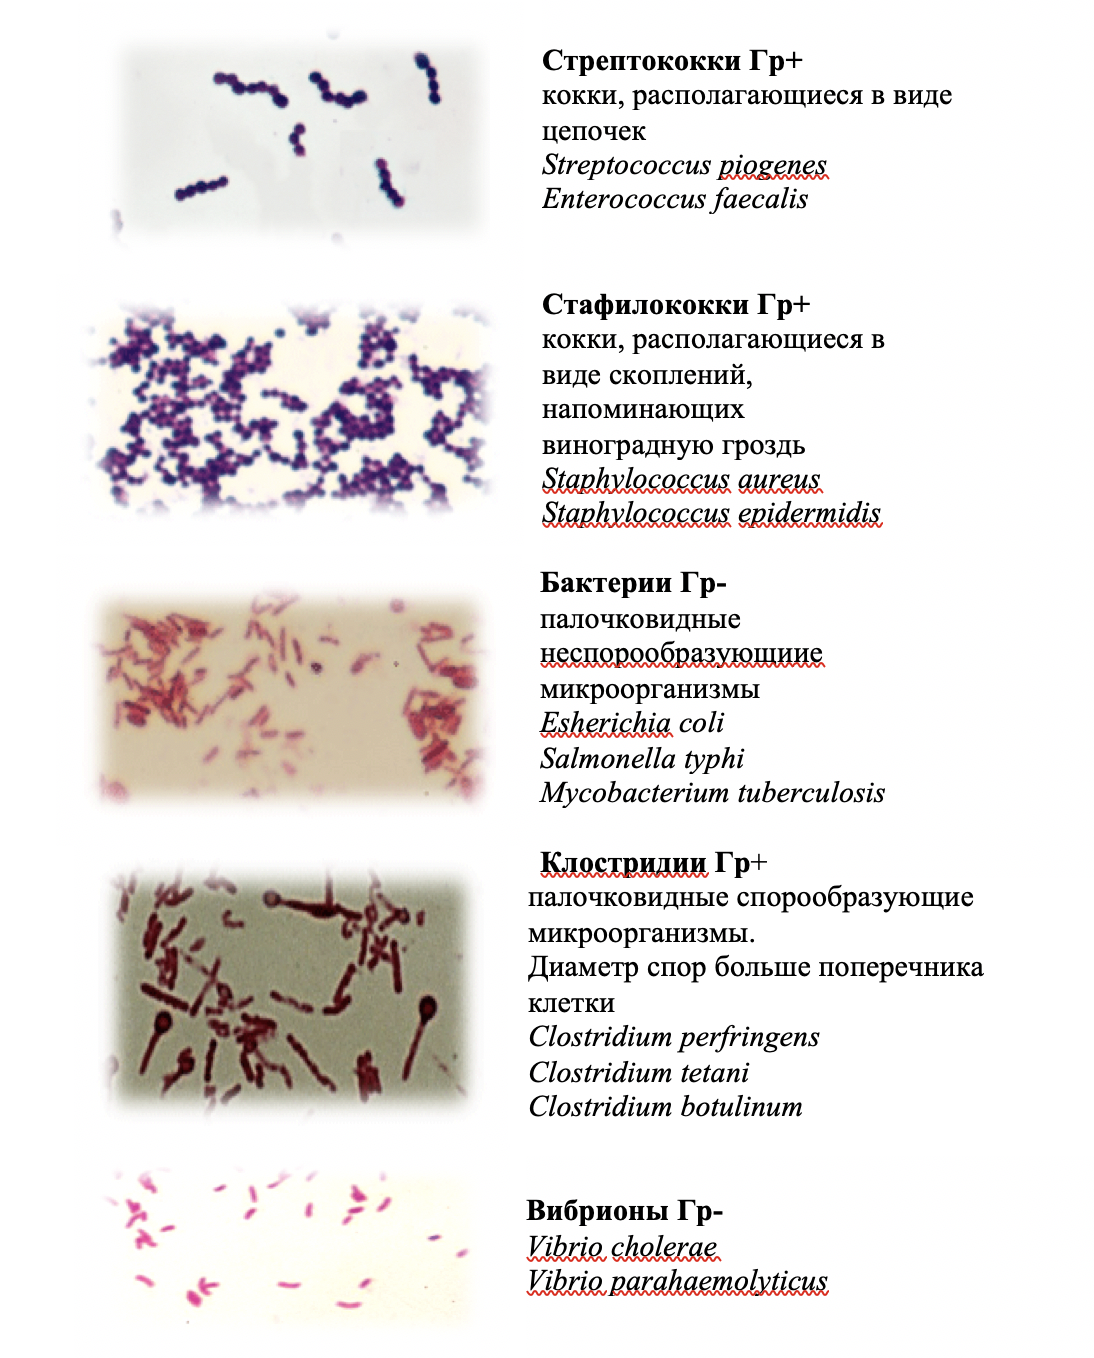 Стрептококки Гр+
кокки, располагающиеся в виде
цепочек
Streptococcus piogenes
Enterococcus faecalis
Стафилококки Гр+
кокки, располагающиеся в
виде скоплений,
напоминающих
виноградную гроздь
Staphylococcus aureus
Staphylococcus epidermidis
Бактерии Гр-
палочковидные
неспорообразующиие
микроорганизмы
Esherichia coli
Salmonella typhi
Mycobacterium tuberculosis
Клостридии Гр+
палочковидные спорообразующие
микроорганизмы.
Диаметр спор больше поперечника
клетки
Clostridium perfringens
Clostridium tetani
Clostridium botulinum
Вибрионы Гр-
Vibrio cholerae
Vibrio parahaemolyticus